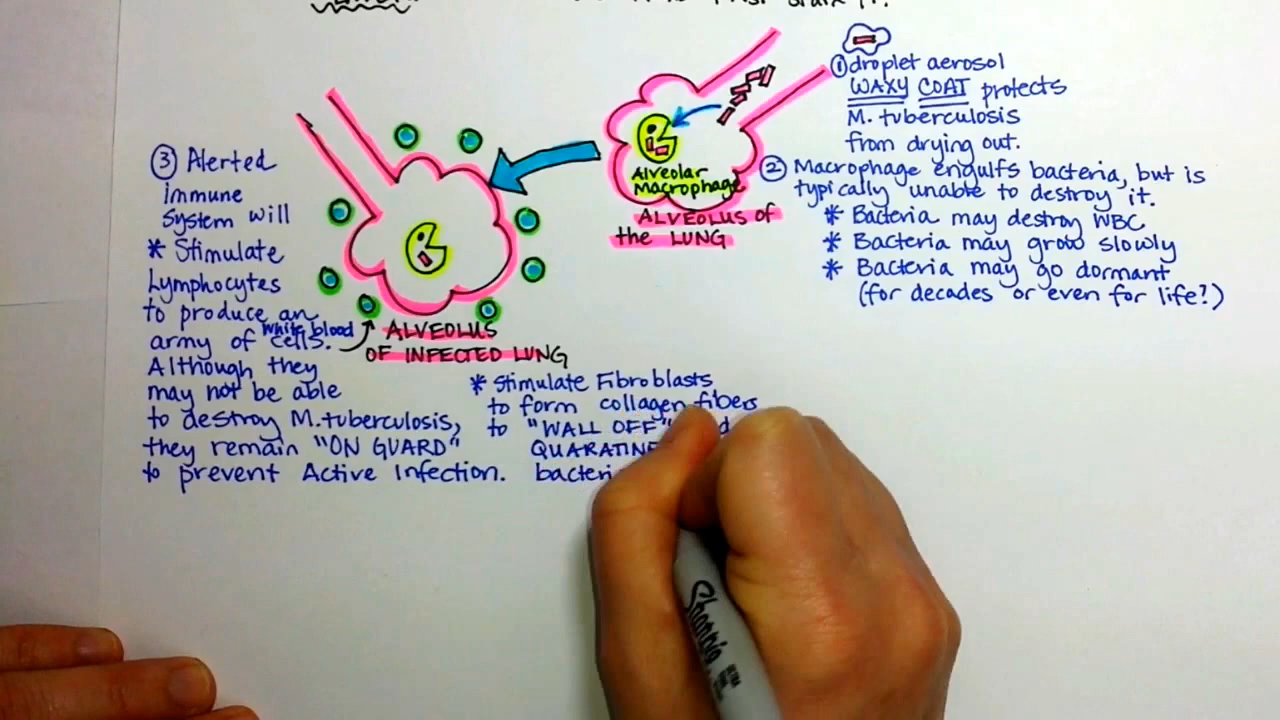 ① droplet aerosol
WAXY COAT protects
M. tuberculosis
from drying out.
② Macrophage engulfs bacteria, but is
typically unable to destroy it.
* Bacteria may destroy WBC
* Bacteria may grow slowly
* Bacteria may go dormant
(for decades or even for life?)
Alveolar
Macrophage
ALVEOLUS of
the LUNG
③ Alerted
immune
system will
* Stimulate
Lymphocytes
to produce an
army of white blood cells.
Although they
may not be able
to destroy M. tuberculosis,
they remain "ON GUARD"
to prevent Active Infection.
ALVEOLUS
OF INFECTED LUNG
* Stimulate Fibroblasts
to form collagen fibers
to "WALL OFF"
QUARATINE
bacteri
Sharpie